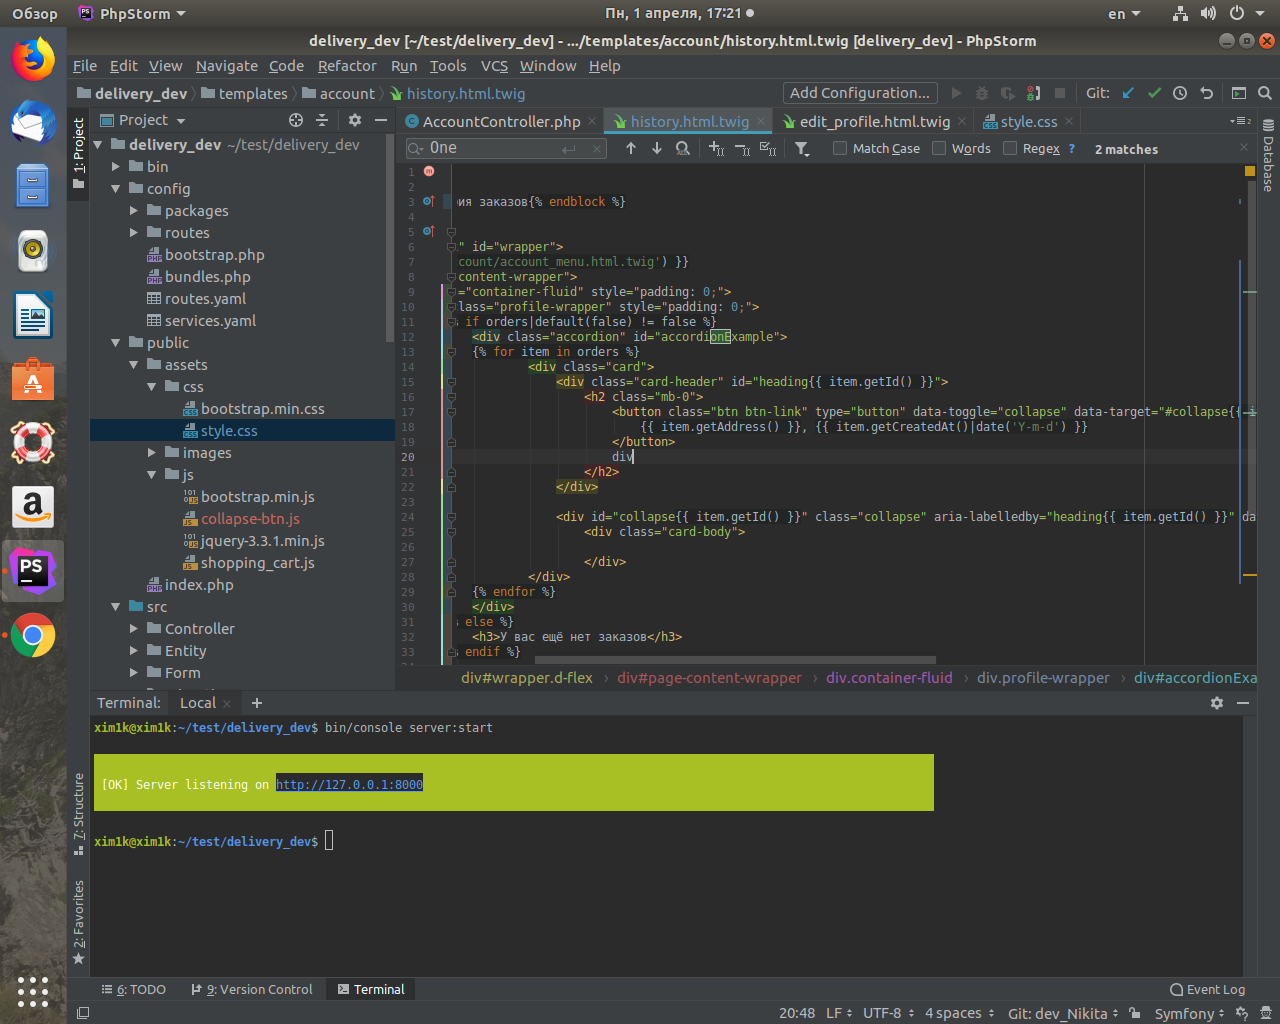 Обзор
PhpStorm
Пн, 1 апреля, 17:21
en
delivery_dev [~/test/delivery_dev] - .../templates/account/history.html.twig [delivery_dev] - PhpStorm
File Edit View Navigate Code Refactor Run Tools VCS Window Help
delivery_dev templates account history.html.twig
Add Configuration...
Git:
1: Project
Project
AccountController.php
history.html.twig
edit_profile.html.twig
style.css
Database
One
Match Case
Words
Regex
?
2 matches
delivery_dev ~/test/delivery_dev
bin
config
packages
routes
bootstrap.php
bundles.php
routes.yaml
services.yaml
public
assets
css
bootstrap.min.css
style.css
images
js
bootstrap.min.js
collapse-btn.js
jquery-3.3.1.min.js
shopping_cart.js
index.php
src
Controller
Entity
Form
1
2
3 рия заказов{% endblock %}
4
5
6 " id="wrapper">
7 count/account_menu.html.twig') }}
8 content-wrapper">
9 ="container-fluid" style="padding: 0;">
10 class="profile-wrapper" style="padding: 0;">
11 if orders|default(false) != false %}
12 <div class="accordion" id="accordionExample">
13 {% for item in orders %}
14 <div class="card">
15 <div class="card-header" id="heading{{ item.getId() }}">
16 <h2 class="mb-0">
17 <button class="btn btn-link" type="button" data-toggle="collapse" data-target="#collapse{{ i
18 {{ item.getAddress() }}, {{ item.getCreatedAt()|date('Y-m-d') }}
19 </button>
20 div
21 </h2>
22 </div>
23
24 <div id="collapse{{ item.getId() }}" class="collapse" aria-labelledby="heading{{ item.getId() }}" da
25 <div class="card-body">
26
27 </div>
28 </div>
29 {% endfor %}
30 </div>
31 else %}
32 <h3>У вас ещё нет заказов</h3>
33 endif %}
div#wrapper.d-flex › div#page-content-wrapper › div.container-fluid › div.profile-wrapper › div#accordionExa
Terminal: Local
xim1k@xim1k:~/test/delivery_dev$ bin/console server:start
[OK] Server listening on http://127.0.0.1:8000
xim1k@xim1k:~/test/delivery_dev$
7: Structure
2: Favorites
6: TODO
9: Version Control
Terminal
Event Log
20:48 LF UTF-8 4 spaces Git: dev_Nikita Symfony